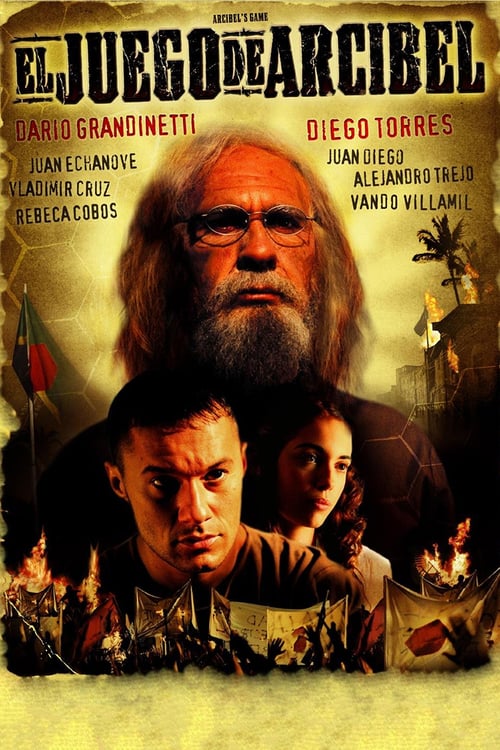 ARCIBEL'S GAME
EL JUEGO DE ARCIBEL
DARIO GRANDINETTI
DIEGO TORRES
JUAN ECHANOVE
JUAN DIEGO
VLADIMIR CRUZ
ALEJANDRO TREJO
REBECA COBOS
VANDO VILLAMIL